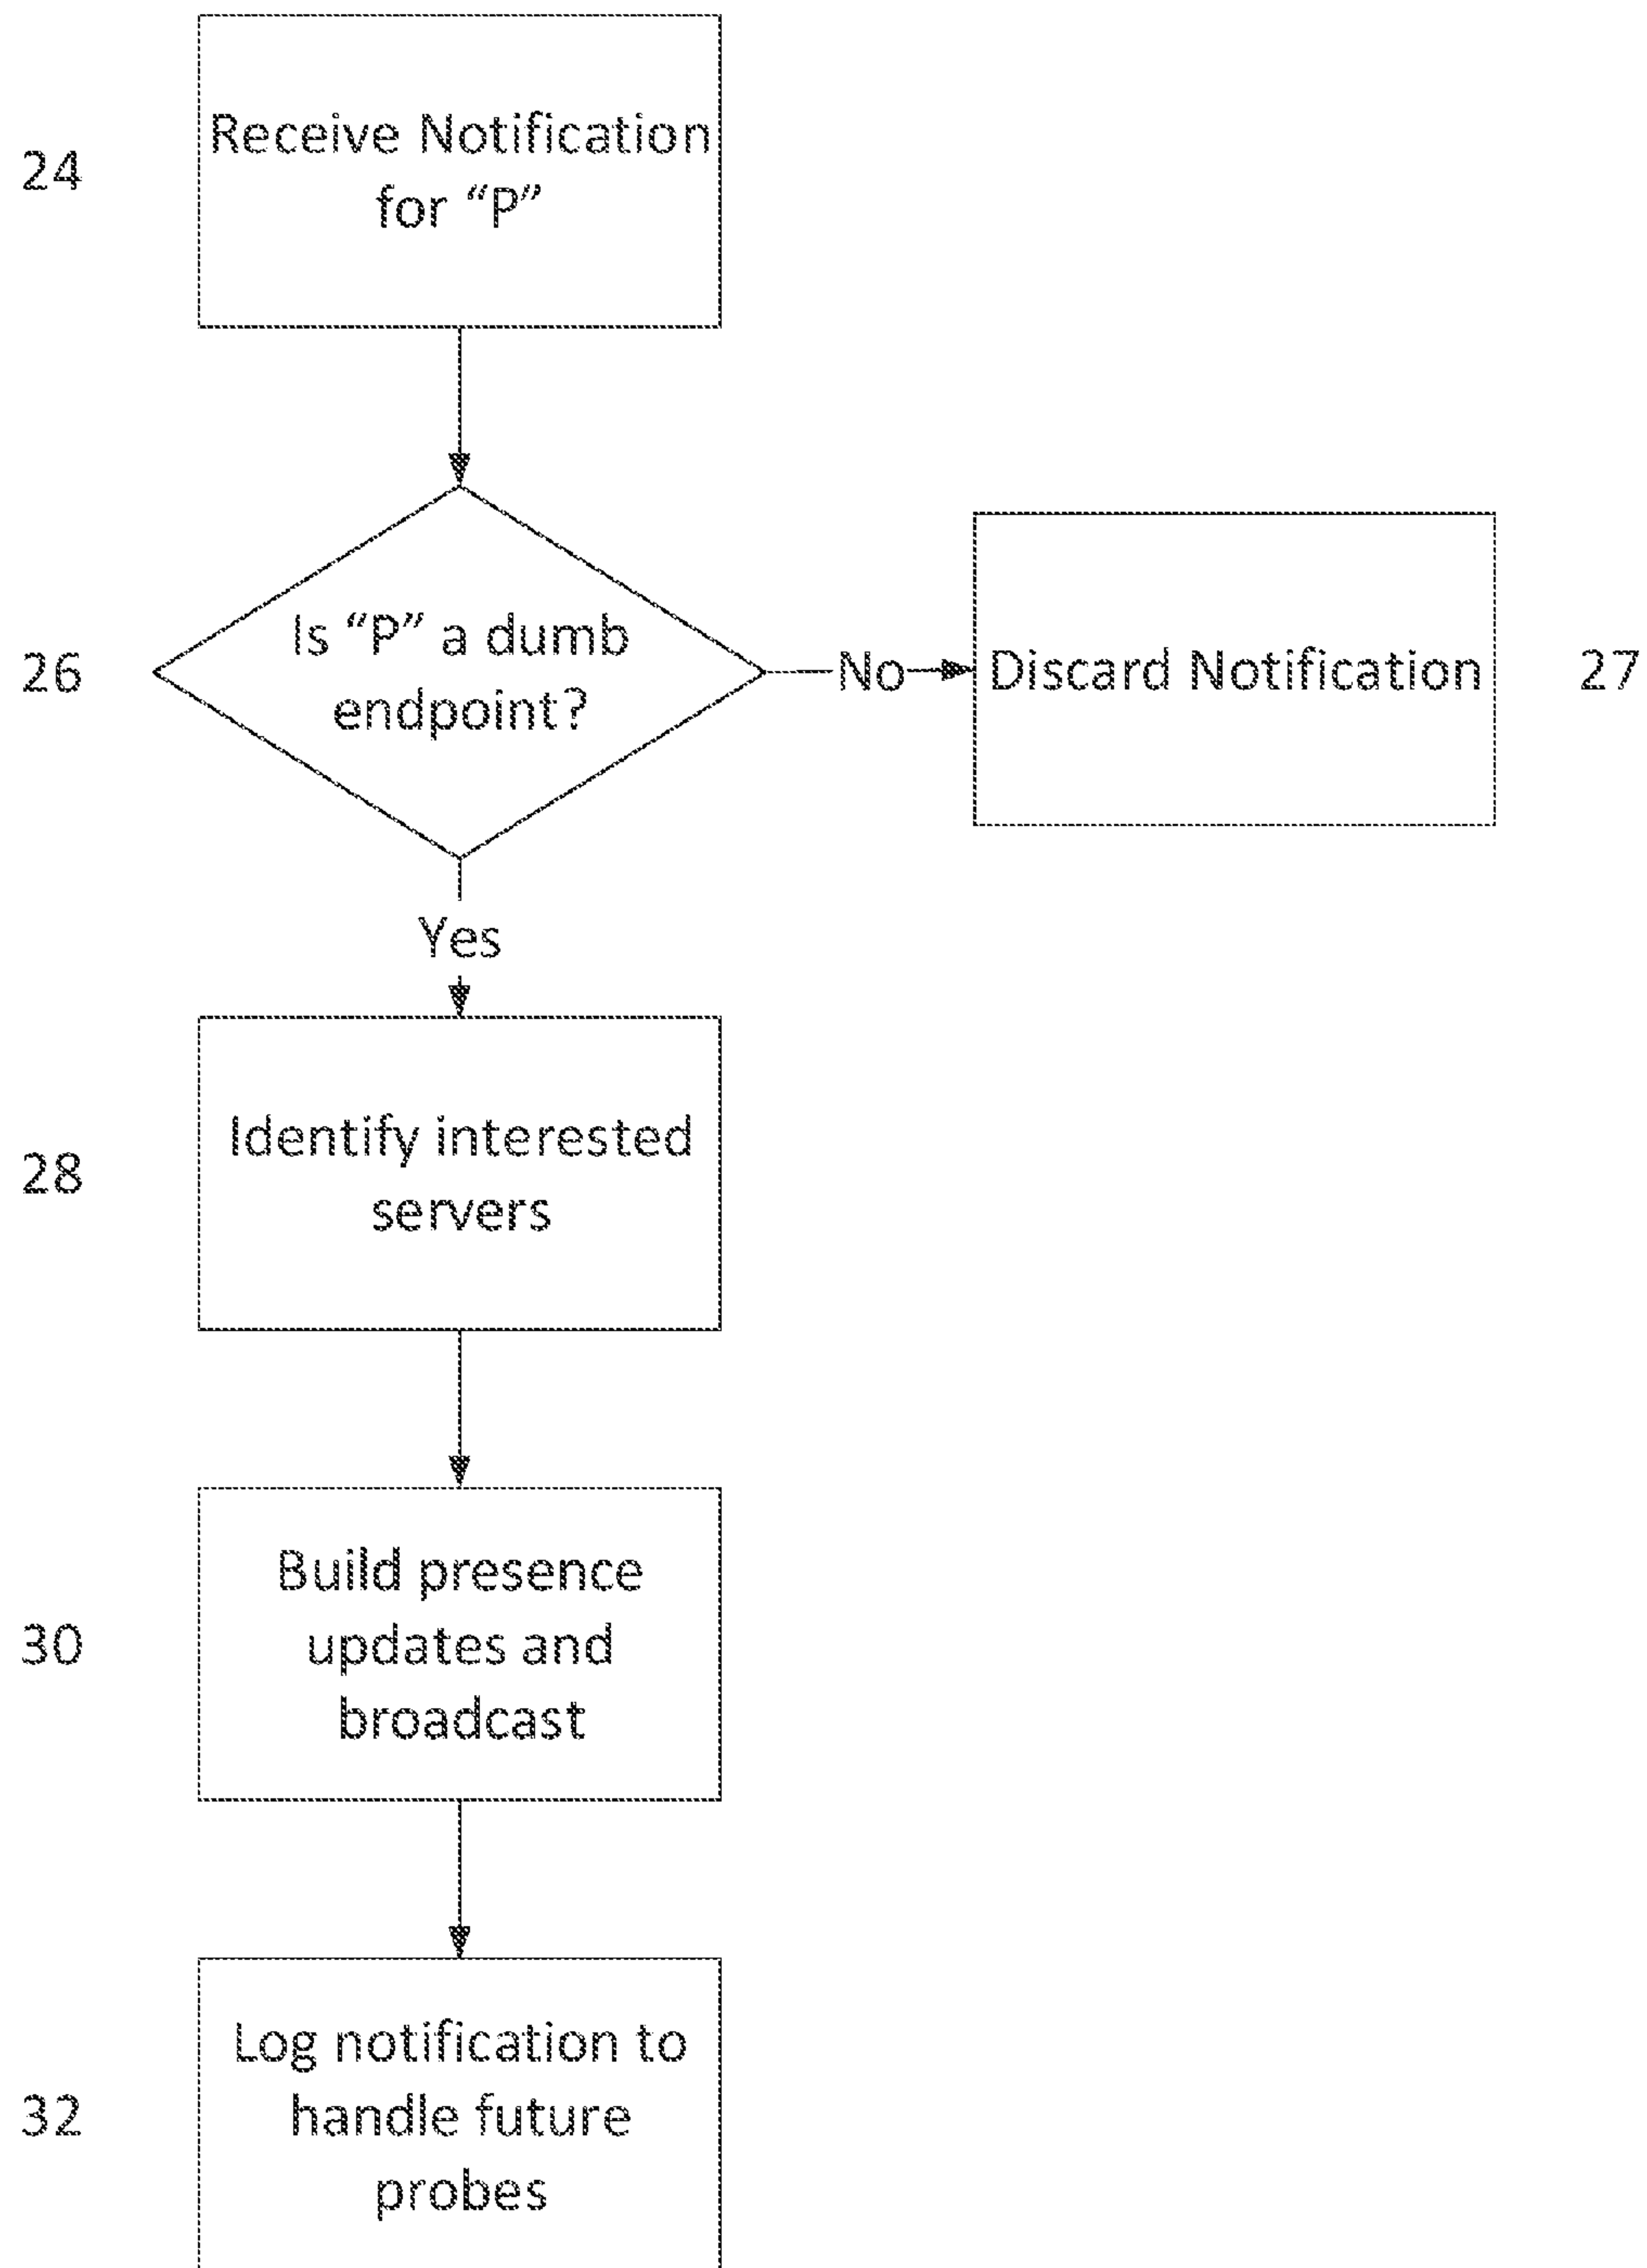 24
Receive Notification
for “P”
26
Is “P” a dumb
endpoint?
No
Discard Notification
27
Yes
28
Identify interested
servers
30
Build presence
updates and
broadcast
32
Log notification to
handle future
probes